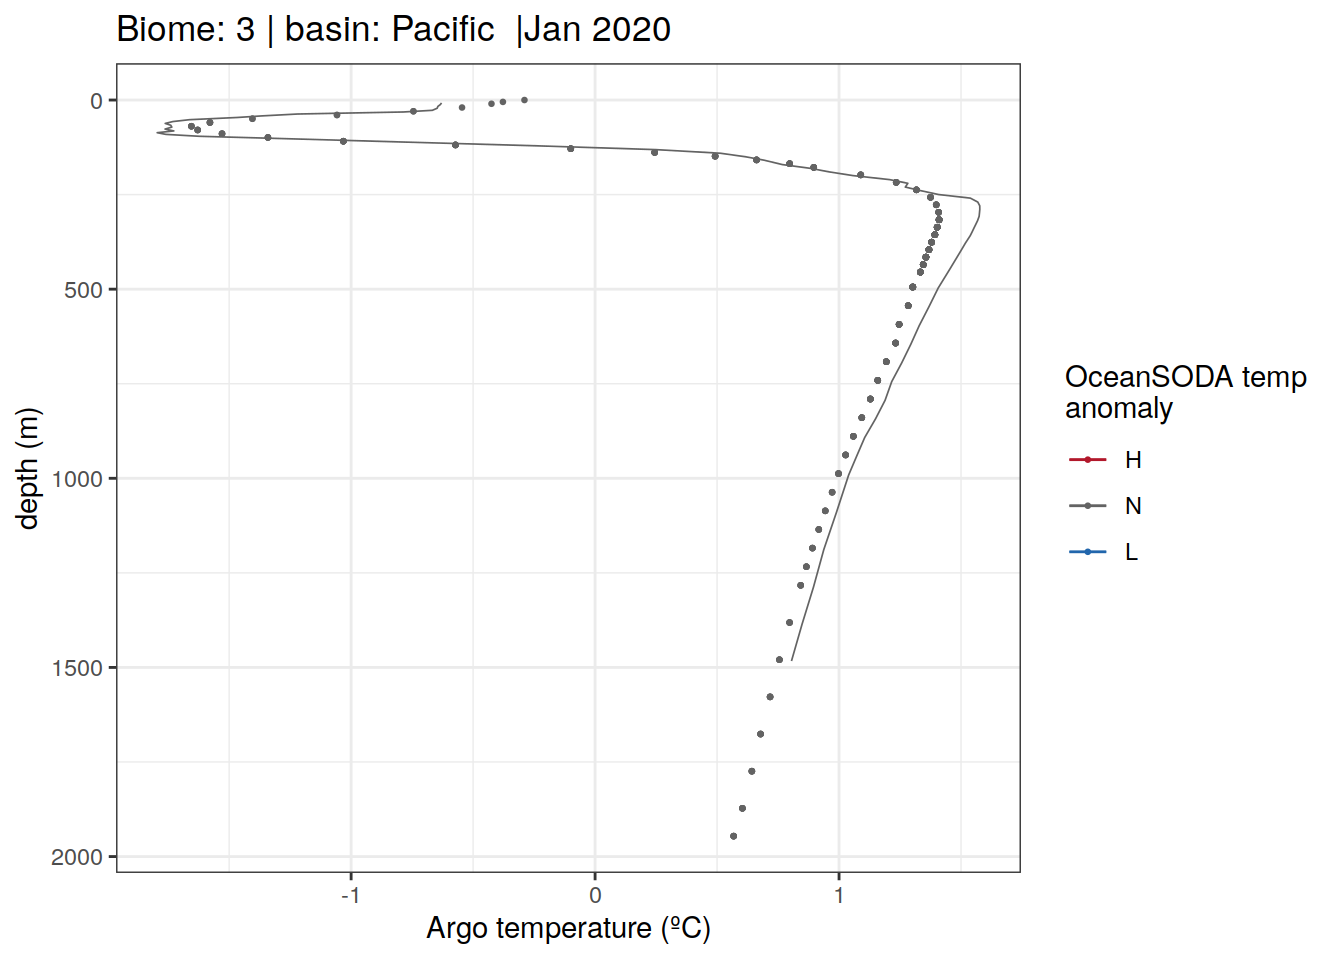 Biome: 3 | basin: Pacific  |Jan 2020
0
500
1000
1500
2000
depth (m)
-1
0
1
Argo temperature (ºC)
OceanSODA temp
anomaly
H
N
L